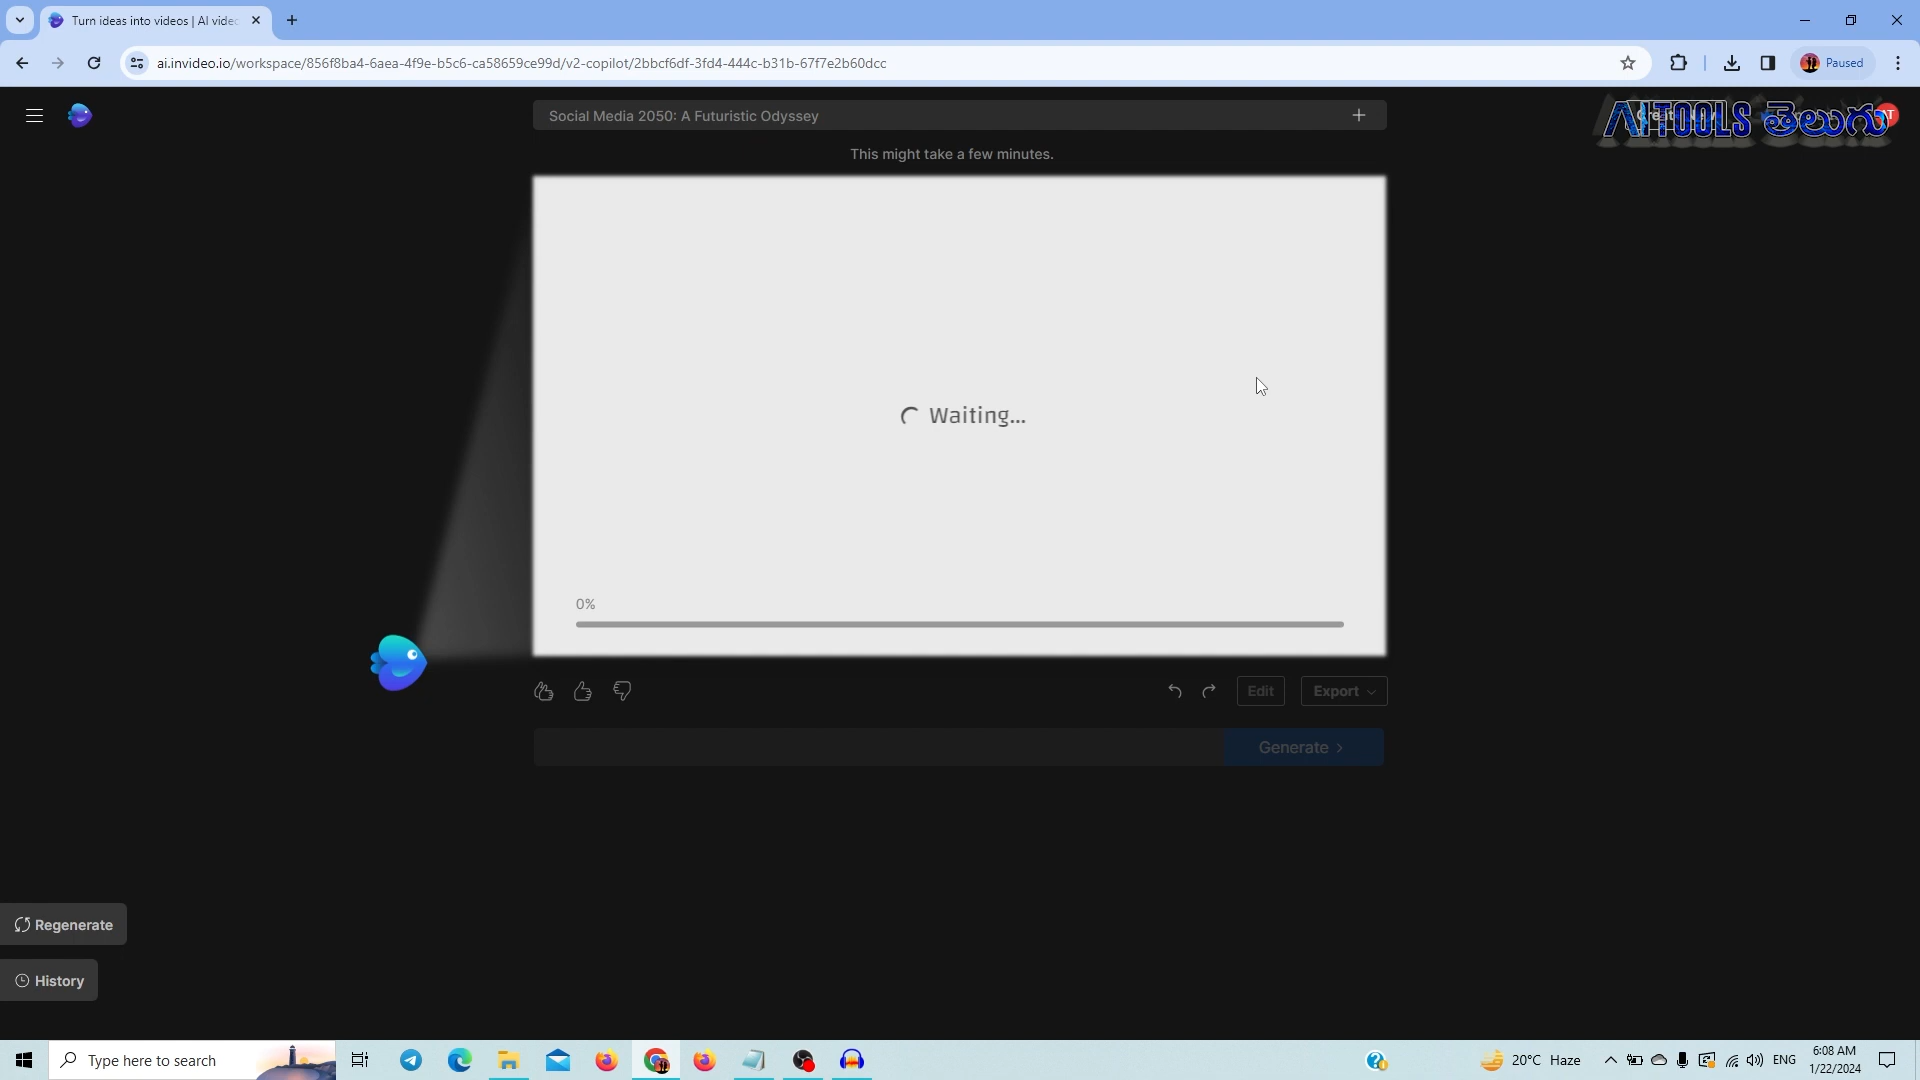 Turn ideas into videos | AI vide
ai.invideo.io/workspace/856f8ba4-6aea-4f9e-b5c6-ca58659ce99d/v2-copilot/2bbcf6df-3fd4-444c-b31b-67f7e2b60dcc
Paused
Social Media 2050: A Futuristic Odyssey
AITOOLS తెలుగు
This might take a few minutes.
Waiting...
0%
Edit
Export
Generate
Regenerate
History
Type here to search
20°C Haze
ENG
6:08 AM
1/22/2024